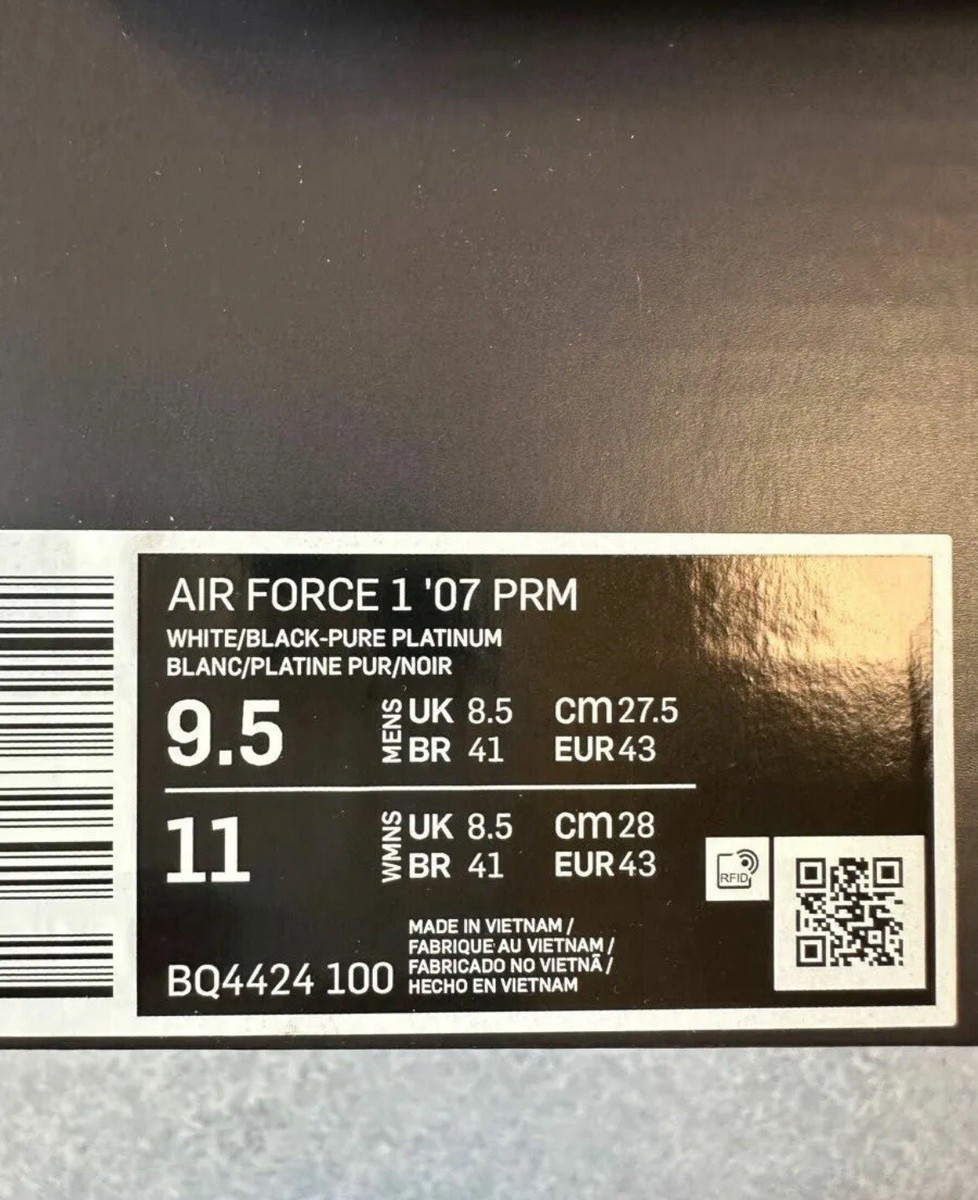 AIR FORCE 1 '07 PRM
WHITE/BLACK-PURE PLATINUM
BLANC/PLATINE PUR/NOIR
9.5 MENS UK 8.5 CM 27.5
BR 41 EUR 43
11 WMNS UK 8.5 CM 28
BR 41 EUR 43
RFID
MADE IN VIETNAM /
FABRIQUE AU VIETNAM /
FABRICADO NO VIETNÃ /
HECHO EN VIETNAM
BQ4424 100